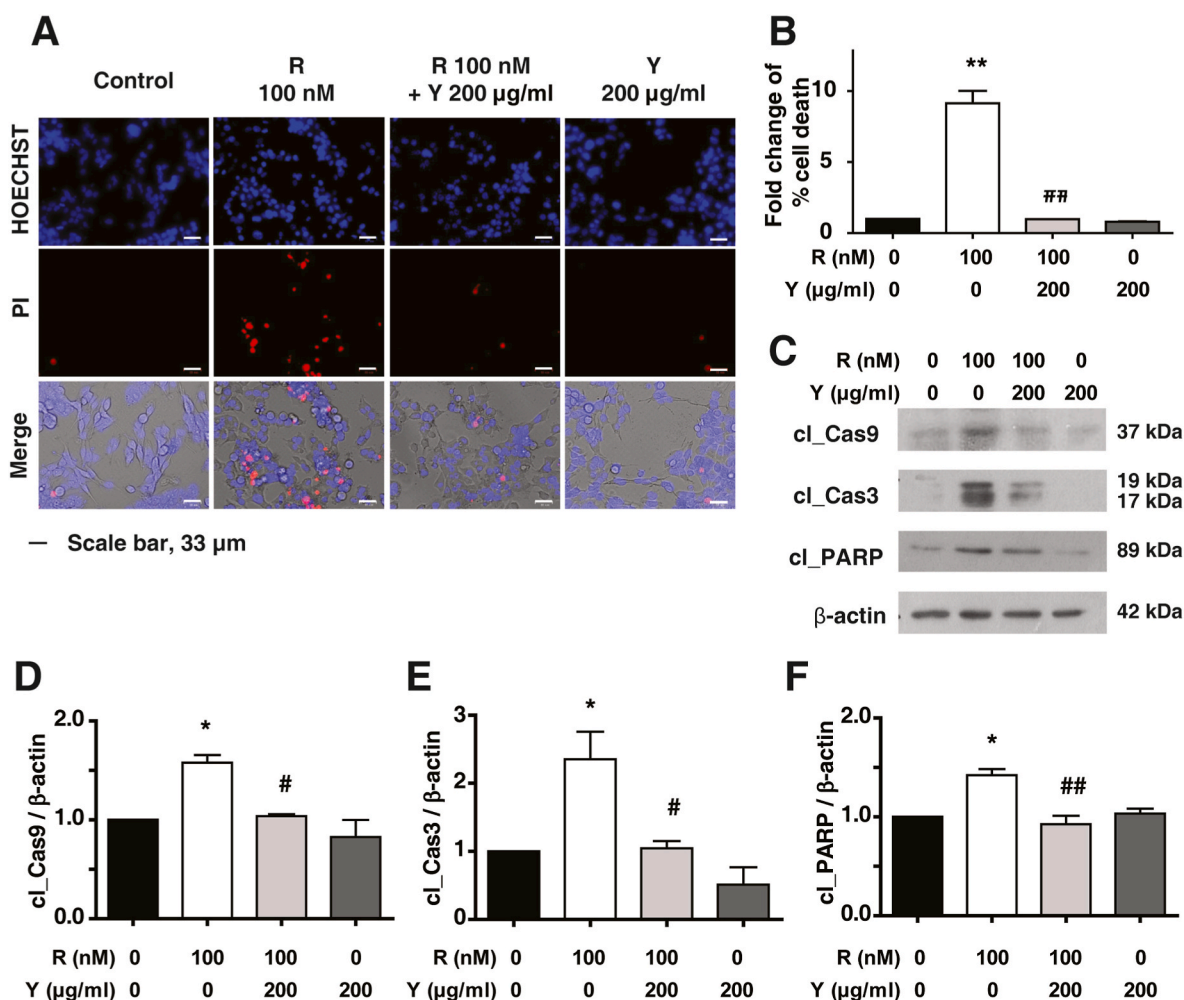 A
Control
R
100 nM
R 100 nM
+ Y 200 µg/ml
Y
200 µg/ml
HOECHST
PI
Merge
Scale bar, 33 µm
B
Fold change of
% cell death
10
5
0
**
##
R (nM) 0 100 100 0
Y (µg/ml) 0 0 200 200
C
R (nM) 0 100 100 0
Y (µg/ml) 0 0 200 200
cl_Cas9 37 kDa
cl_Cas3 19 kDa
17 kDa
cl_PARP 89 kDa
β-actin 42 kDa
D
cl_Cas9 / β-actin
2.0
1.0
0.0
*
#
R (nM) 0 100 100 0
Y (µg/ml) 0 0 200 200
E
cl_Cas3 / β-actin
3
2
1
0
*
#
R (nM) 0 100 100 0
Y (µg/ml) 0 0 200 200
F
cl_PARP / β-actin
2.0
1.0
0.0
*
##
R (nM) 0 100 100 0
Y (µg/ml) 0 0 200 200